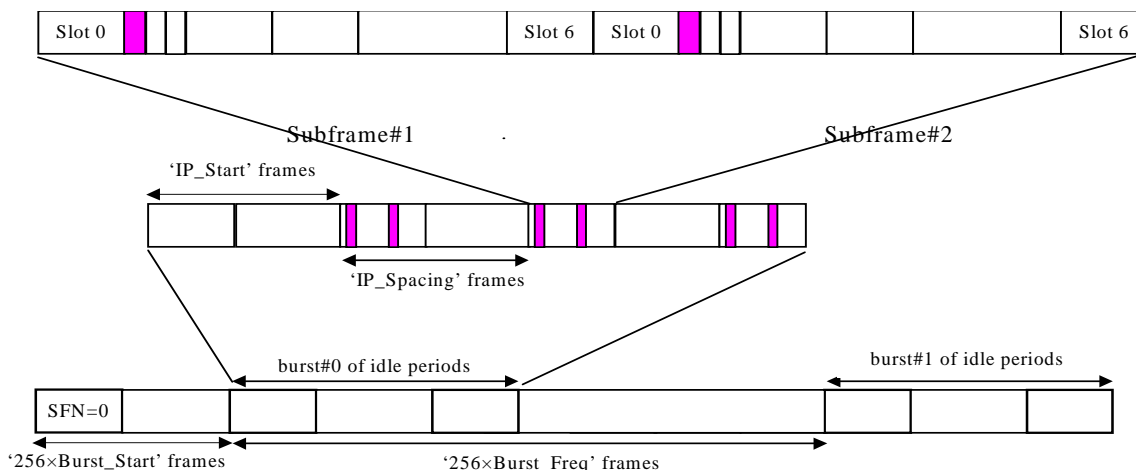 Slot 0 Slot 6 Slot 0 Slot 6
Subframe#1 Subframe#2
‘IP_Start’ frames
‘IP_Spacing’ frames
burst#0 of idle periods burst#1 of idle periods
SFN=0
‘256×Burst_Start’ frames ‘256×Burst_Freq’ frames